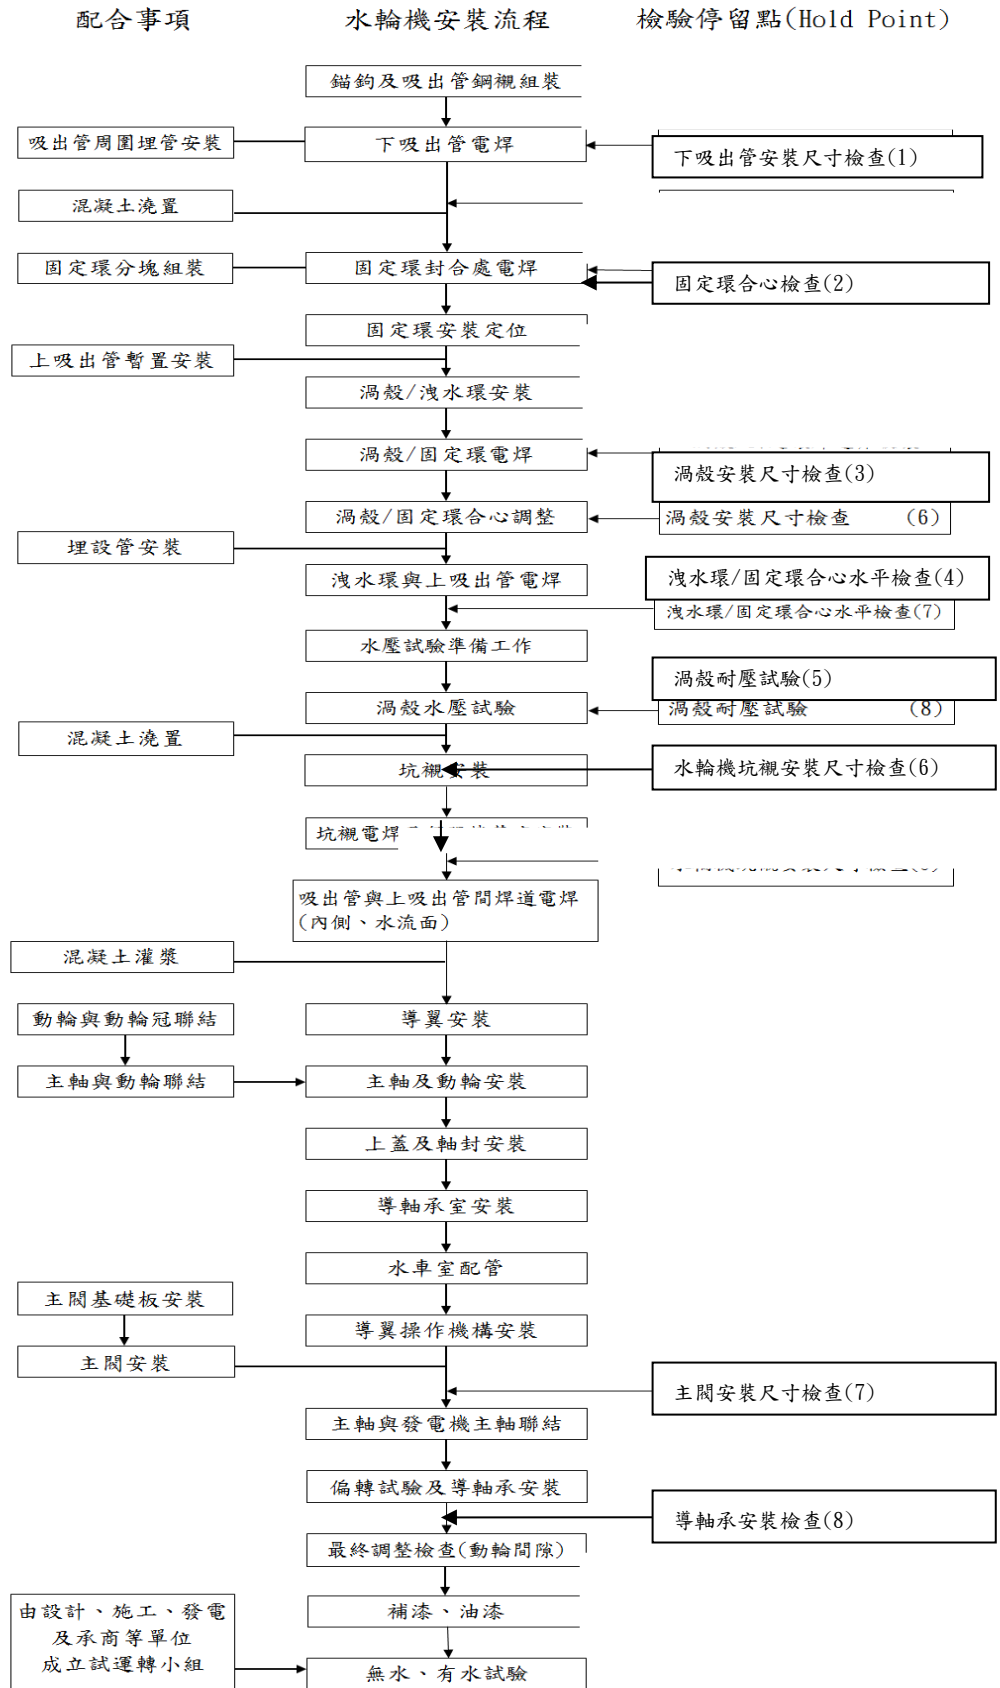 配合事項
水輪機安裝流程
檢驗停留點(Hold Point)
錨鉤及吸出管鋼襯組裝
吸出管周圍埋管安裝
下吸出管電焊
下吸出管安裝尺寸檢查(1)
混凝土澆置
固定環分塊組裝
固定環封合處電焊
固定環合心檢查(2)
固定環安裝定位
上吸出管暫置安裝
渦殼/洩水環安裝
渦殼/固定環電焊
渦殼安裝尺寸檢查(3)
渦殼/固定環合心調整
渦殼安裝尺寸檢查 (6)
埋設管安裝
洩水環與上吸出管電焊
洩水環/固定環合心水平檢查(4)
洩水環/固定環合心水平檢查(7)
水壓試驗準備工作
渦殼耐壓試驗(5)
渦殼水壓試驗
渦殼耐壓試驗 (8)
混凝土澆置
坑襯安裝
水輪機坑襯安裝尺寸檢查(6)
坑襯電焊
吸出管與上吸出管間焊道電焊
(內側、水流面)
混凝土灌漿
動輪與動輪冠聯結
導翼安裝
主軸與動輪聯結
主軸及動輪安裝
上蓋及軸封安裝
導軸承室安裝
水車室配管
主閥基礎板安裝
導翼操作機構安裝
主閥安裝
主閥安裝尺寸檢查(7)
主軸與發電機主軸聯結
偏轉試驗及導軸承安裝
導軸承安裝檢查(8)
最終調整檢查(動輪間隙)
由設計、施工、發電
及承商等單位
成立試運轉小組
補漆、油漆
無水、有水試驗